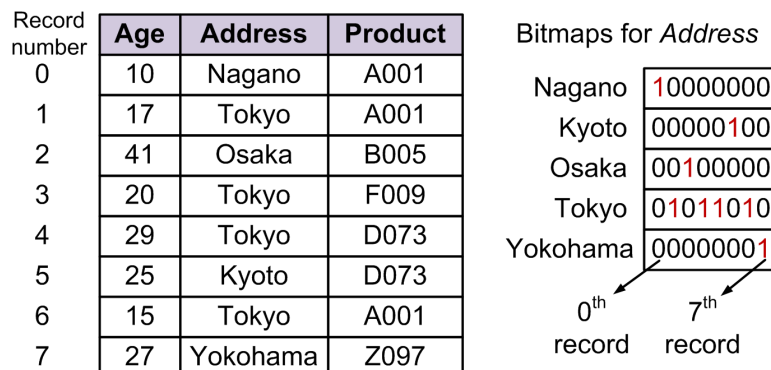 Record number Age Address Product
0 10 Nagano A001
1 17 Tokyo A001
2 41 Osaka B005
3 20 Tokyo F009
4 29 Tokyo D073
5 25 Kyoto D073
6 15 Tokyo A001
7 27 Yokohama Z097
Bitmaps for Address
Nagano 10000000
Kyoto 00000100
Osaka 00100000
Tokyo 01011010
Yokohama 00000001
0th record
7th record